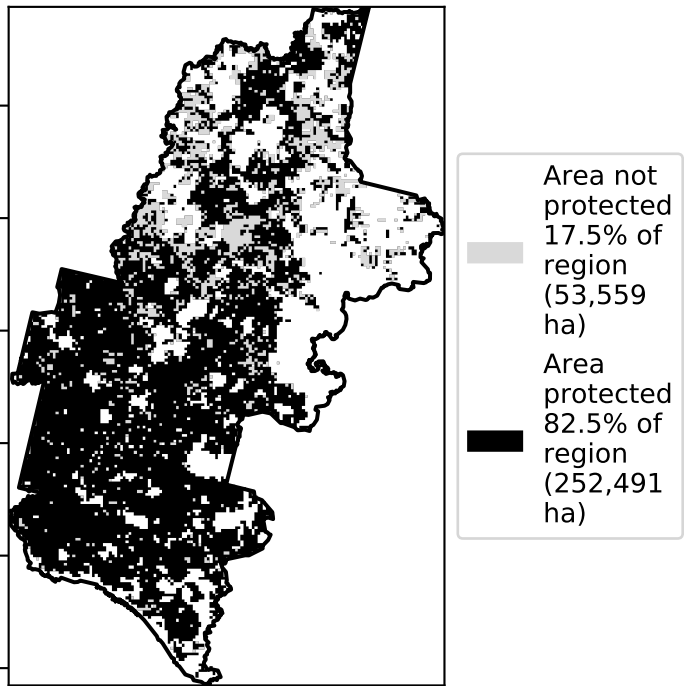 Area not
protected
17.5% of
region
(53,559
ha)
Area
protected
82.5% of
region
(252,491
ha)